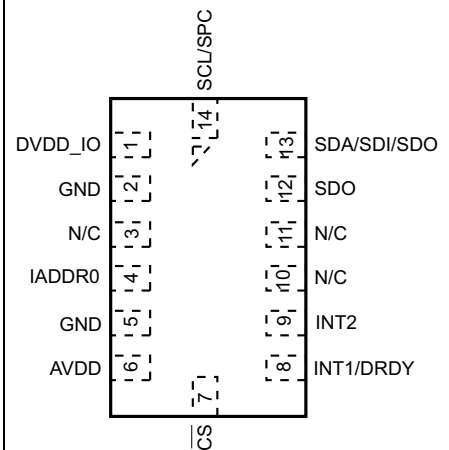 SCL/SPC
14
DVDD_IO 1
GND 2
N/C 3
IADDR0 4
GND 5
AVDD 6
13 SDA/SDI/SDO
12 SDO
11 N/C
10 N/C
9 INT2
8 INT1/DRDY
7
CS